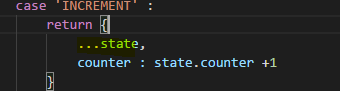 case 'INCREMENT' :
return {
...state,
counter : state.counter +1
}